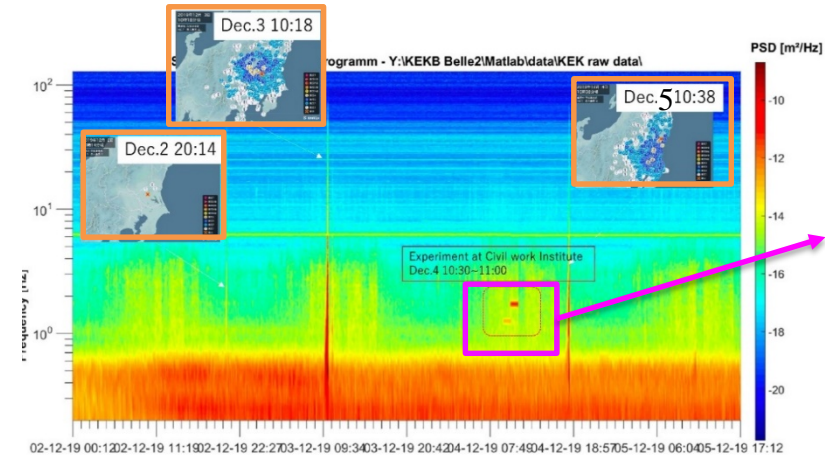 Dec.3 10:18
rogramm - Y:\KEKB Belle2\Matlab\data\KEK raw data\
PSD [m²/Hz]
Dec.5 10:38
Dec.2 20:14
Experiment at Civil work Institute
Dec.4 10:30~11:00
10²
10¹
10⁰
-10
-12
-14
-16
-18
-20
02-12-19 00:12 02-12-19 11:19 02-12-19 22:27 03-12-19 09:34 03-12-19 20:42 04-12-19 07:49 04-12-19 18:57 05-12-19 06:04 05-12-19 17:12